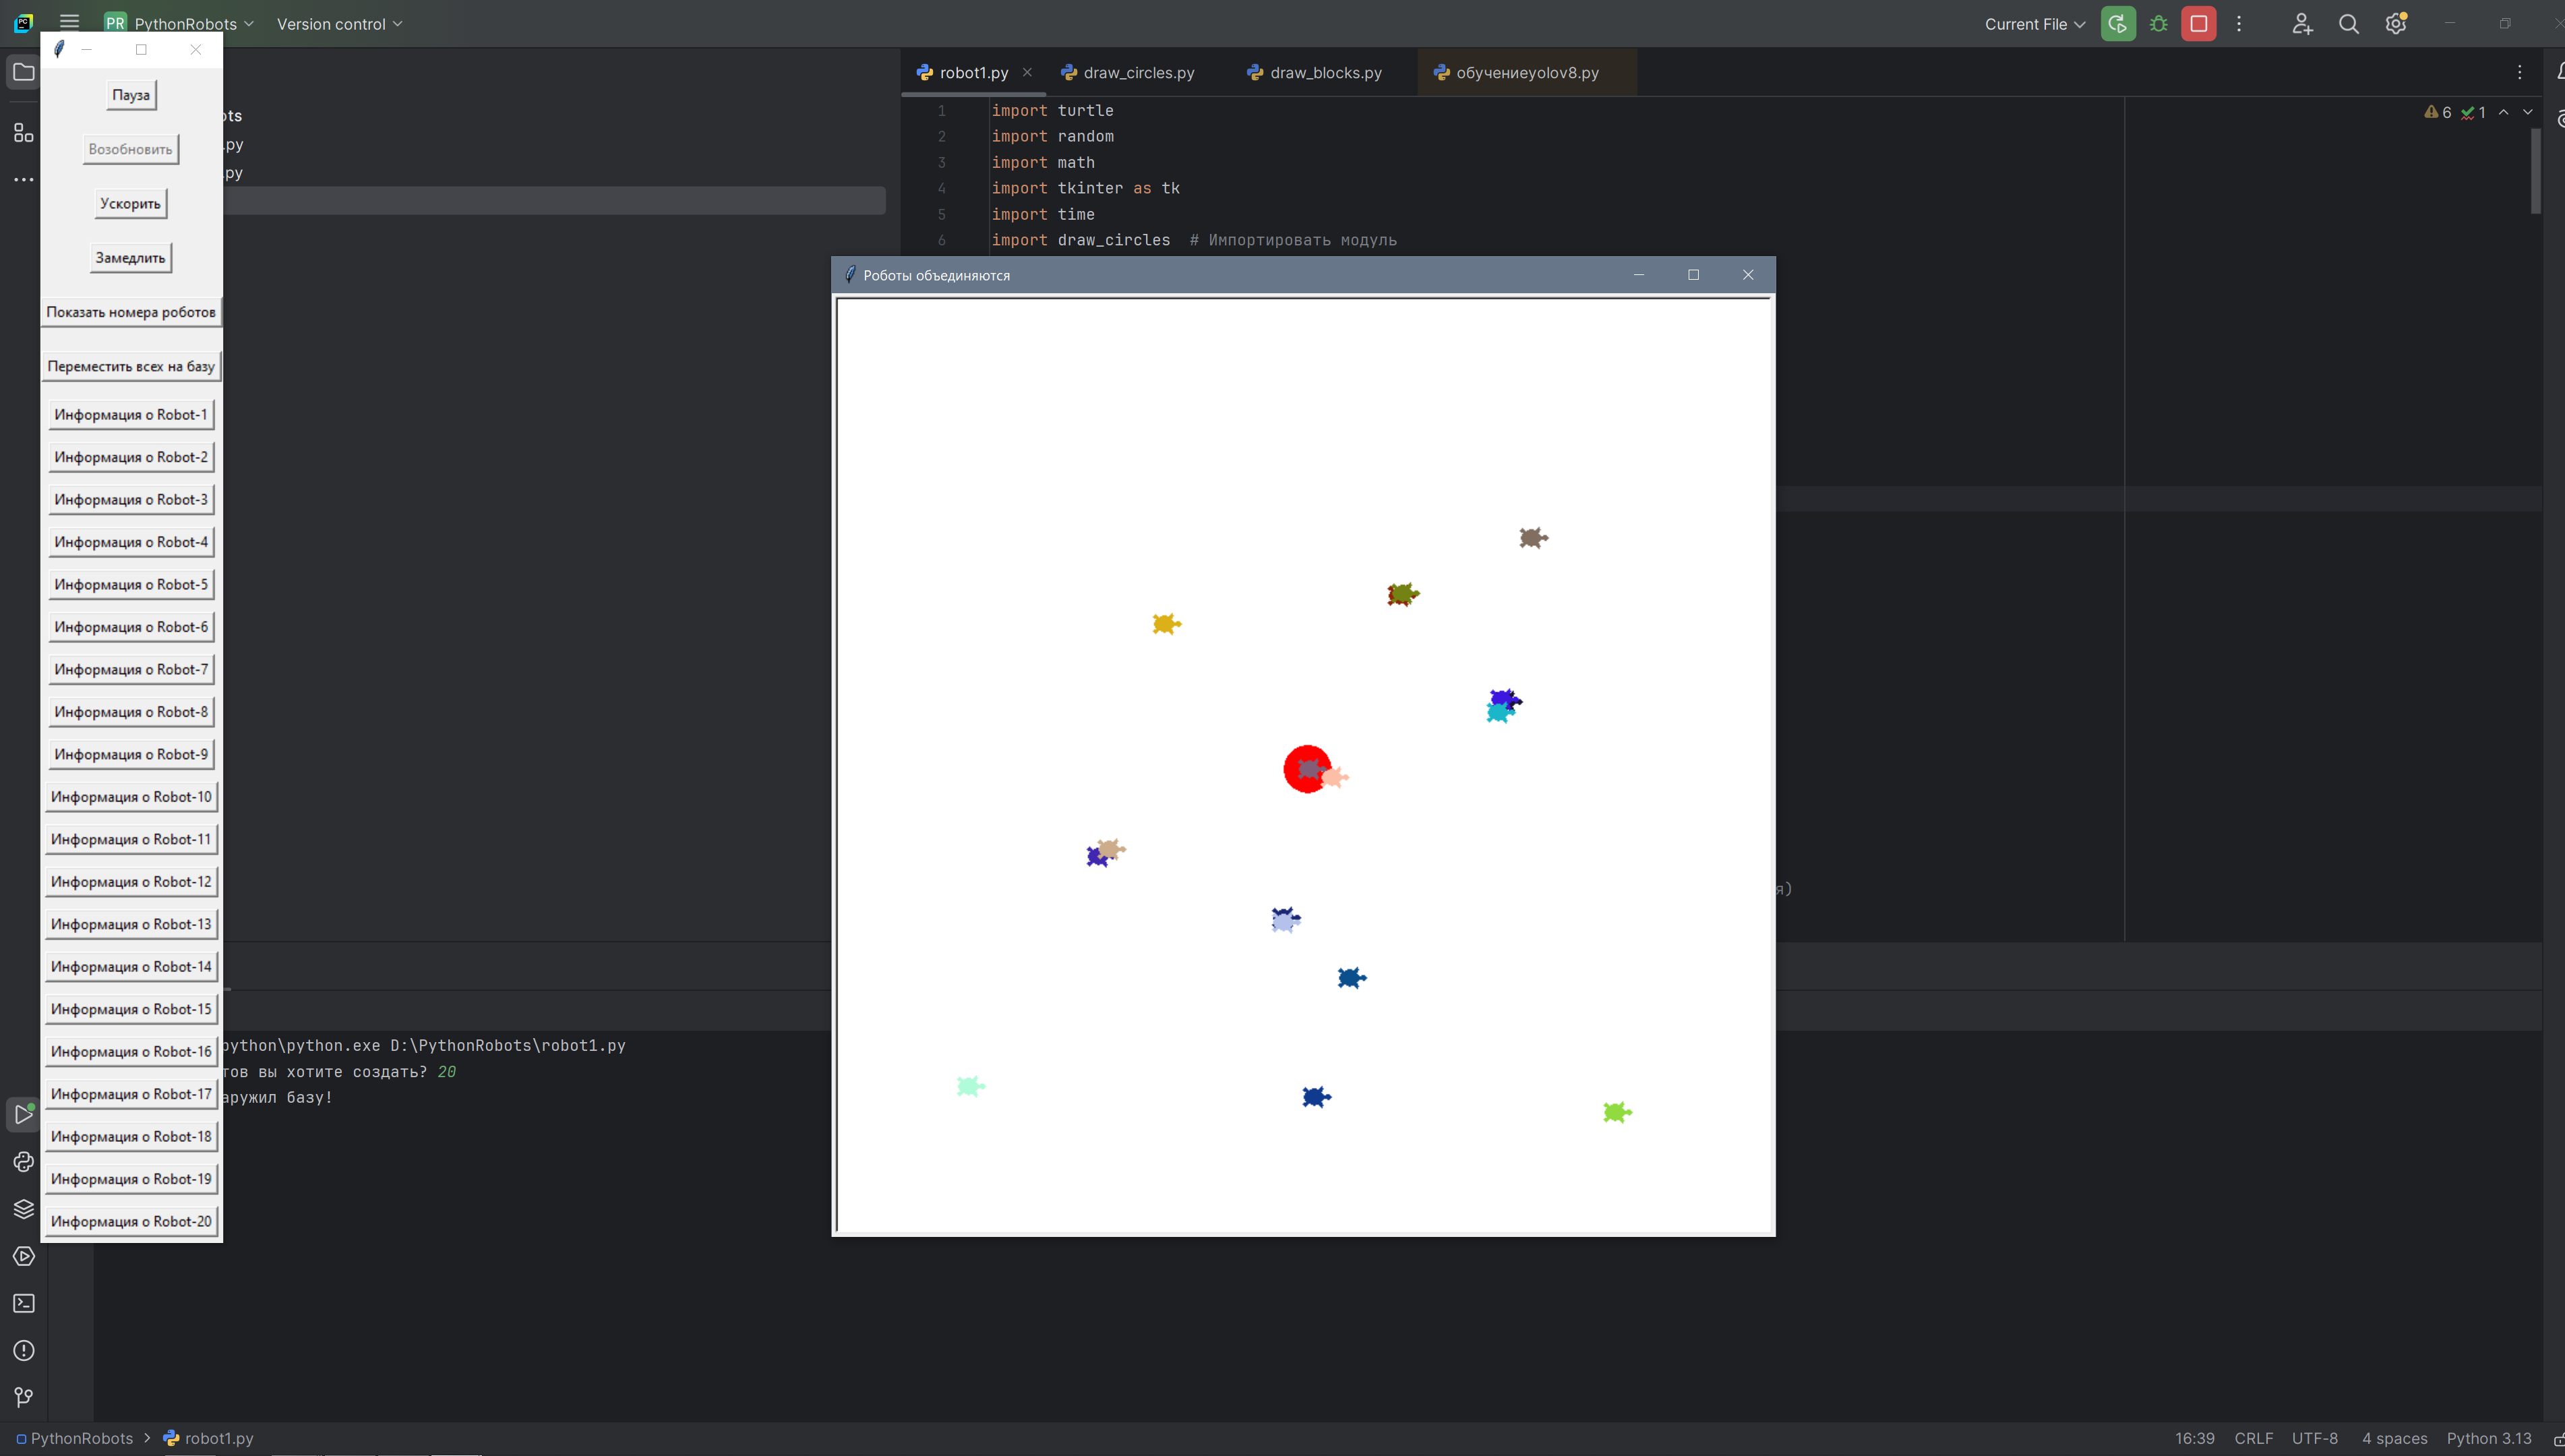 PR PythonRobots
Version control
Current File
Пауза
Возобновить
Ускорить
Замедлить
Показать номера роботов
Переместить всех на базу
Информация о Robot-1
Информация о Robot-2
Информация о Robot-3
Информация о Robot-4
Информация о Robot-5
Информация о Robot-6
Информация о Robot-7
Информация о Robot-8
Информация о Robot-9
Информация о Robot-10
Информация о Robot-11
Информация о Robot-12
Информация о Robot-13
Информация о Robot-14
Информация о Robot-15
Информация о Robot-16
Информация о Robot-17
Информация о Robot-18
Информация о Robot-19
Информация о Robot-20
ots
.py
.py
robot1.py
draw_circles.py
draw_blocks.py
обучениеyolov8.py
6 1
1 import turtle
2 import random
3 import math
4 import tkinter as tk
5 import time
6 import draw_circles # Импортировать модуль
Роботы объединяются
я)
python\python.exe D:\PythonRobots\robot1.py
тов вы хотите создать? 20
аружил базу!
PythonRobots > robot1.py
16:39 CRLF UTF-8 4 spaces Python 3.13